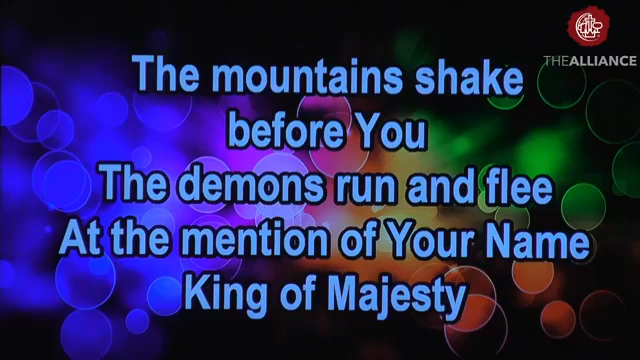 THEALLIANCE
The mountains shake
before You
The demons run and flee
At the mention of Your Name
King of Majesty